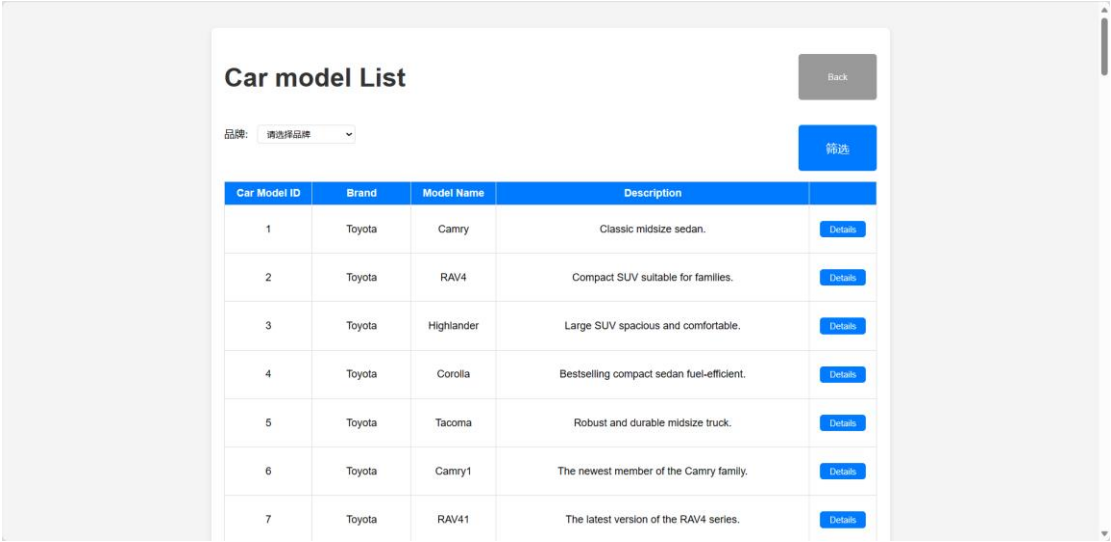 Car model List
Back
品牌: 请选择品牌
筛选
Car Model ID Brand Model Name Description
1 Toyota Camry Classic midsize sedan. Details
2 Toyota RAV4 Compact SUV suitable for families. Details
3 Toyota Highlander Large SUV spacious and comfortable. Details
4 Toyota Corolla Bestselling compact sedan fuel-efficient. Details
5 Toyota Tacoma Robust and durable midsize truck. Details
6 Toyota Camry1 The newest member of the Camry family. Details
7 Toyota RAV41 The latest version of the RAV4 series. Details